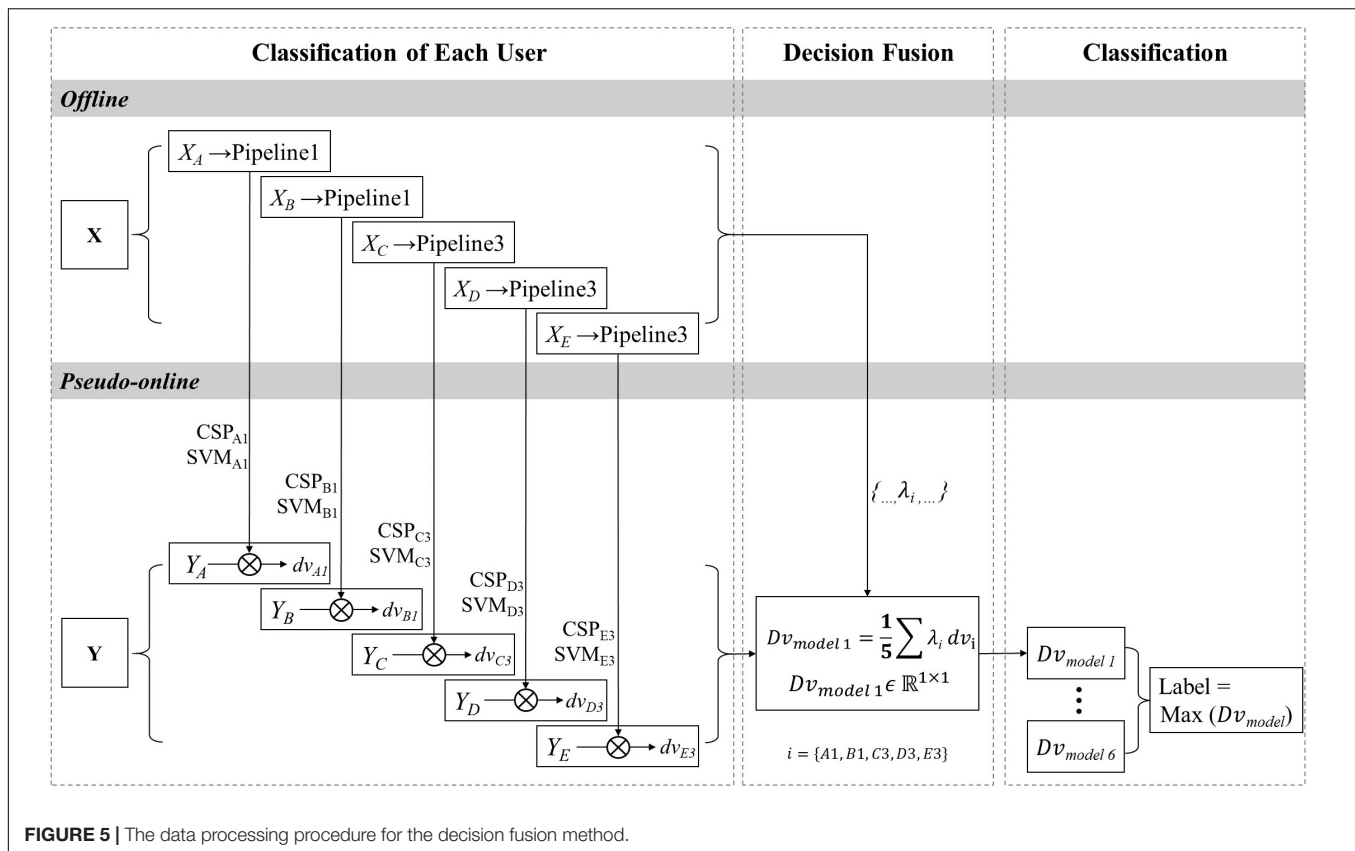 Classification of Each User
Decision Fusion
Classification
Offline
X
X_A →Pipeline1
X_B →Pipeline1
X_C →Pipeline3
X_D →Pipeline3
X_E →Pipeline3
Pseudo-online
CSP_A1
SVM_A1
CSP_B1
SVM_B1
CSP_C3
SVM_C3
CSP_D3
SVM_D3
CSP_E3
SVM_E3
{...,λ_i,...}
Y
Y_A ⊗ dv_A1
Y_B ⊗ dv_B1
Y_C ⊗ dv_C3
Y_D ⊗ dv_D3
Y_E ⊗ dv_E3
Dv_model 1 = 1/5 ∑ λ_i dv_i
Dv_model 1 ϵ ℝ^1×1
i = {A1, B1, C3, D3, E3}
Dv_model 1
⋮
Dv_model 6
Label =
Max (Dv_model)
FIGURE 5 | The data processing procedure for the decision fusion method.